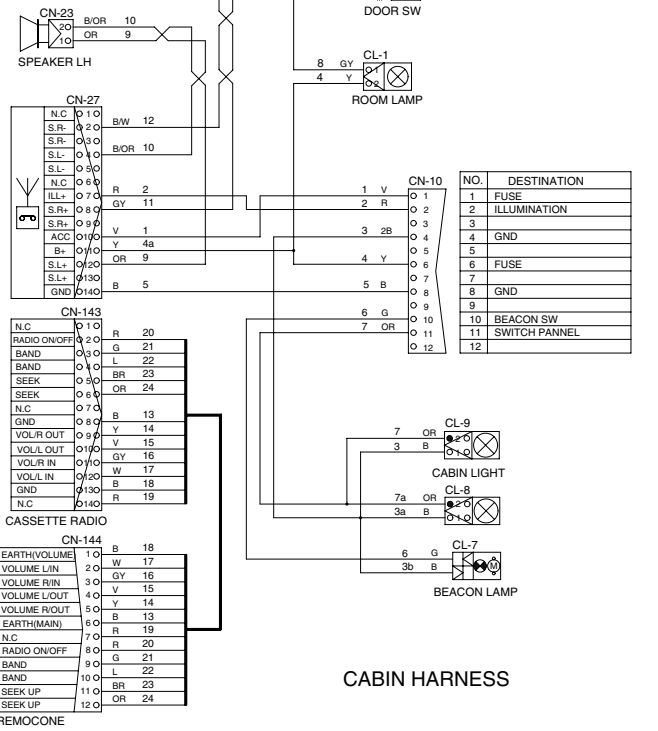 DOOR SW
CN-23
2
1
B/OR 10
OR 9
SPEAKER LH
CL-1
8 GY 1
4 Y 2
ROOM LAMP
CN-27
N.C 1
S.R- 2 B/W 12
S.R- 3
S.L- 4 B/OR 10
S.L- 5
N.C 6
ILL+ 7 R 2
S.R+ 8 GY 11
S.R+ 9
ACC 10 V 1
B+ 11 Y 4a
S.L+ 12 OR 9
S.L+ 13
GND 14 B 5
CN-10
1 V 1
2 R 2
3
3 2B 4
5
4 Y 6
7
5 B 8
9
6 G 10
7 OR 11
12
NO. DESTINATION
1 FUSE
2 ILLUMINATION
3
4 GND
5
6 FUSE
7
8 GND
9
10 BEACON SW
11 SWITCH PANNEL
12
CN-143
N.C 1
RADIO ON/OFF 2 R 20
BAND 3 G 21
BAND 4 L 22
SEEK 5 BR 23
SEEK 6 OR 24
N.C 7
GND 8 B 13
VOL/R OUT 9 Y 14
VOL/L OUT 10 V 15
VOL/R IN 11 GY 16
VOL/L IN 12 W 17
GND 13 B 18
N.C 14 R 19
CASSETTE RADIO
CL-9
7 OR 2
3 B 1
CABIN LIGHT
CL-8
7a OR 2
3a B 1
CL-7
6 G
3b B
M
BEACON LAMP
CN-144
EARTH(VOLUME 1 B 18
VOLUME L/IN 2 W 17
VOLUME R/IN 3 GY 16
VOLUME L/OUT 4 V 15
VOLUME R/OUT 5 Y 14
EARTH(MAIN) 6 B 13
N.C 7 R 19
RADIO ON/OFF 8 R 20
BAND 9 G 21
BAND 10 L 22
SEEK UP 11 BR 23
SEEK UP 12 OR 24
REMOCONE
CABIN HARNESS